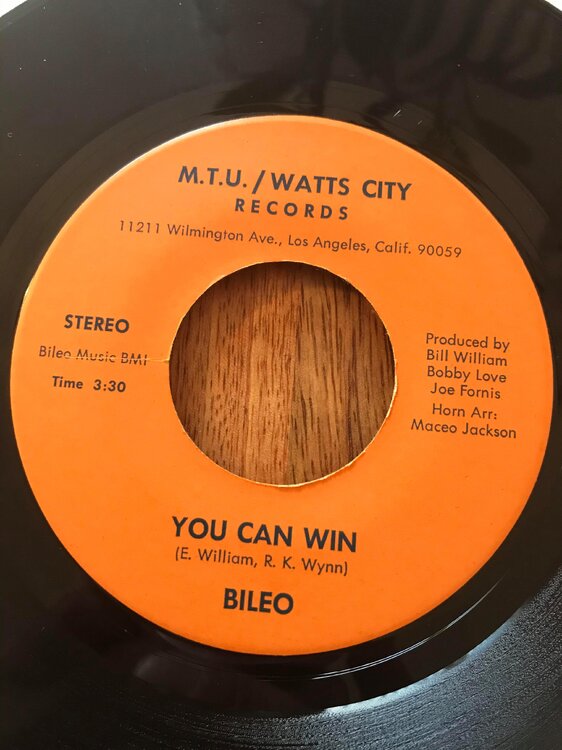 M.T.U. / WATTS CITY
RECORDS
11211 Wilmington Ave., Los Angeles, Calif. 90059
STEREO
Bileo Music BMI
Time 3:30
Produced by
Bill William
Bobby Love
Joe Fornis
Horn Arr:
Maceo Jackson
YOU CAN WIN
(E. William, R. K. Wynn)
BILEO